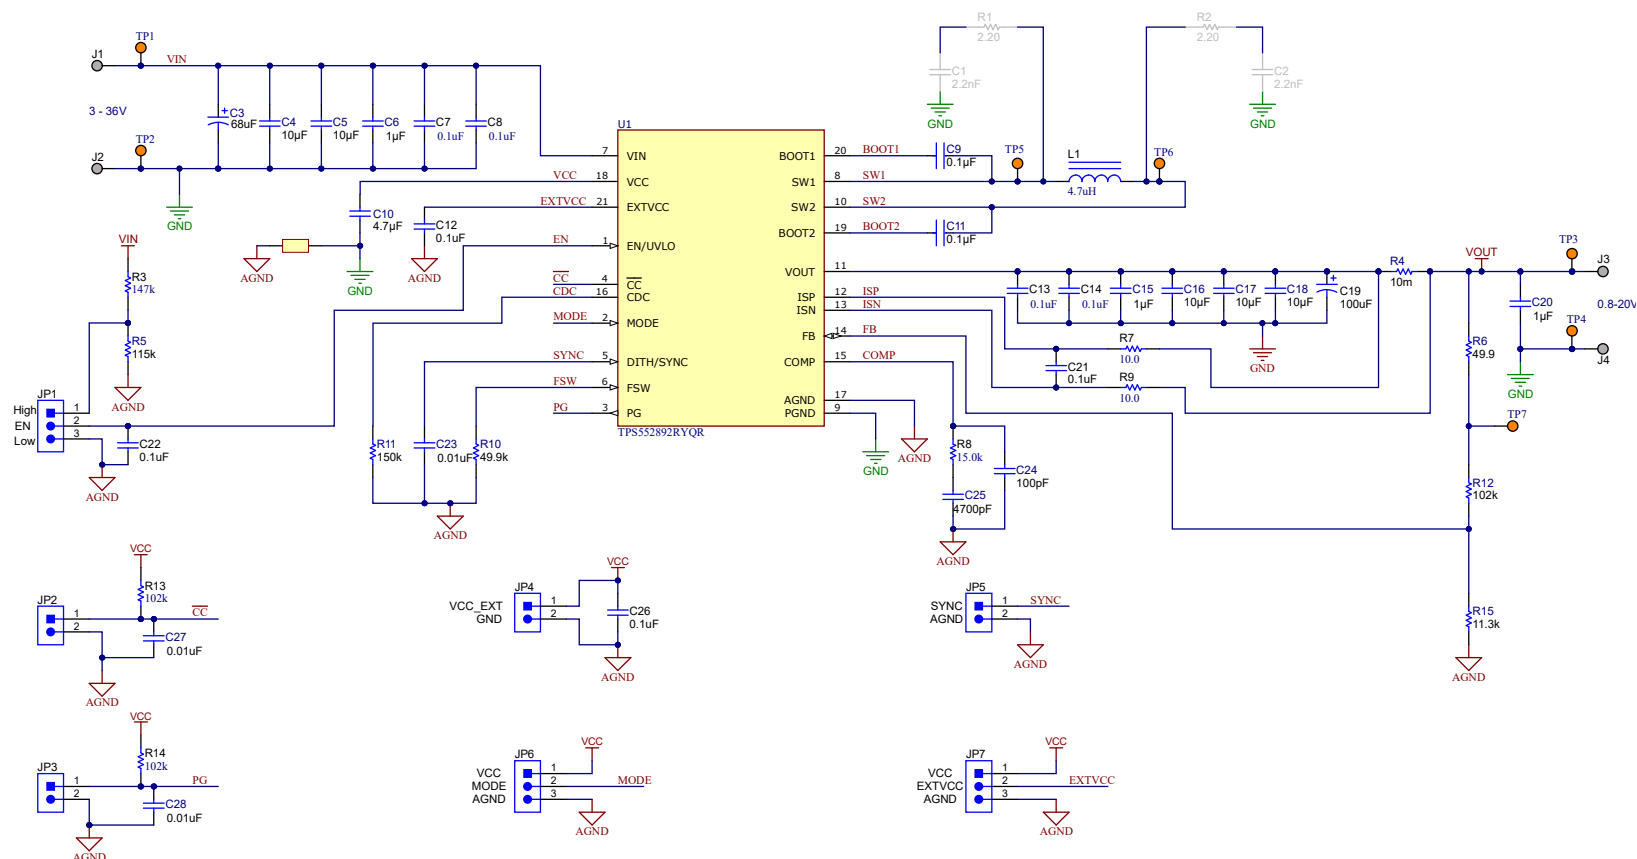 TP1
J1
VIN
3 - 36V
TP2
J2
GND
C3
68uF
C4
10µF
C5
10µF
C6
1µF
C7
0.1uF
C8
0.1uF
R1
2.20
C1
2.2nF
GND
R2
2.20
C2
2.2nF
GND
U1
VIN
VCC
EXTVCC
EN/UVLO
CC
CDC
MODE
DITH/SYNC
FSW
PG
BOOT1
SW1
SW2
BOOT2
VOUT
ISP
ISN
FB
COMP
AGND
PGND
TPS552892RYQR
7
18
21
1
4
16
2
5
6
3
20
8
10
19
11
12
13
14
15
17
9
VCC
EXTVCC
EN
CC
CDC
MODE
SYNC
FSW
PG
BOOT1
SW1
SW2
BOOT2
ISP
ISN
FB
COMP
C9
0.1µF
TP5
L1
4.7uH
TP6
C11
0.1µF
C10
4.7µF
C12
0.1uF
AGND
GND
AGND
VIN
R3
147k
R5
115k
AGND
JP1
High
EN
Low
1
2
3
C22
0.1uF
AGND
R11
150k
C23
0.01uF
R10
49.9k
AGND
C13
0.1uF
C14
0.1uF
C15
1µF
C16
10µF
C17
10µF
C18
10µF
C19
100uF
GND
R4
10m
VOUT
TP3
J3
0.8-20V
C20
1µF
TP4
J4
GND
R7
10.0
C21
0.1uF
R9
10.0
R6
49.9
TP7
R12
102k
R15
11.3k
AGND
GND
AGND
R8
15.0k
C24
100pF
C25
4700pF
AGND
VCC
R13
102k
JP2
1
2
CC
C27
0.01uF
AGND
JP4
VCC_EXT
GND
1
2
VCC
C26
0.1uF
AGND
JP5
SYNC
AGND
1
2
SYNC
AGND
VCC
R14
102k
JP3
1
2
PG
C28
0.01uF
AGND
JP6
VCC
MODE
AGND
1
2
3
VCC
MODE
AGND
JP7
VCC
EXTVCC
AGND
1
2
3
VCC
EXTVCC
AGND